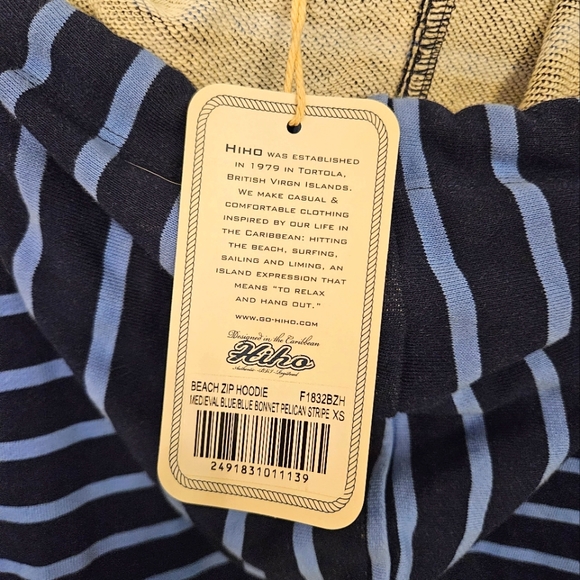 HIHO WAS ESTABLISHED
IN 1979 IN TORTOLA,
BRITISH VIRGN ISLANDS.
WE MAKE CASUAL &
COMFORTABLE CLOTHING
INSPIRED BY OUR LIFE IN
THE CARIBBEAN: HITTING
THE BEACH, SURFING,
SAILING AND LIMING, AN
ISLAND EXPRESSION THAT
MEANS "TO RELAX
AND HANG OUT."
WWW.GO-HIHO.COM
Designed in the Caribbean
Hiho
Authentic
BEACH ZIP HOODIE F1832BZH
MEDIEVAL BLUE/BLUE BONNET PELICAN STRIPE XS
2491831011139